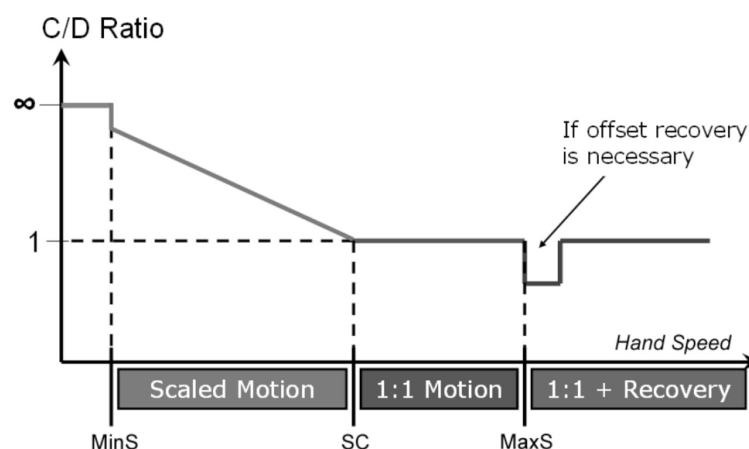 C/D Ratio
∞
If offset recovery
is necessary
1
Hand Speed
Scaled Motion
1:1 Motion
1:1 + Recovery
MinS
SC
MaxS